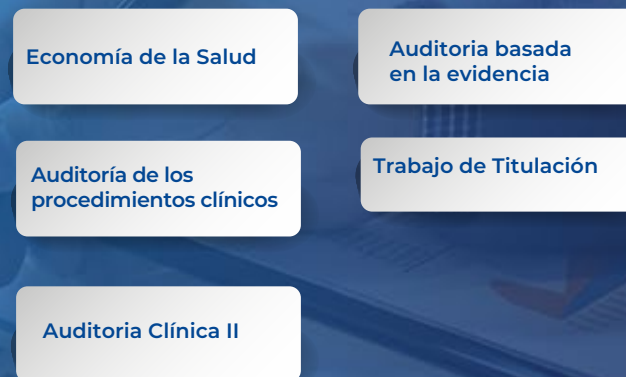 Economía de la Salud
Auditoría de los
procedimientos clínicos
Auditoria Clínica II
Auditoria basada
en la evidencia
Trabajo de Titulación